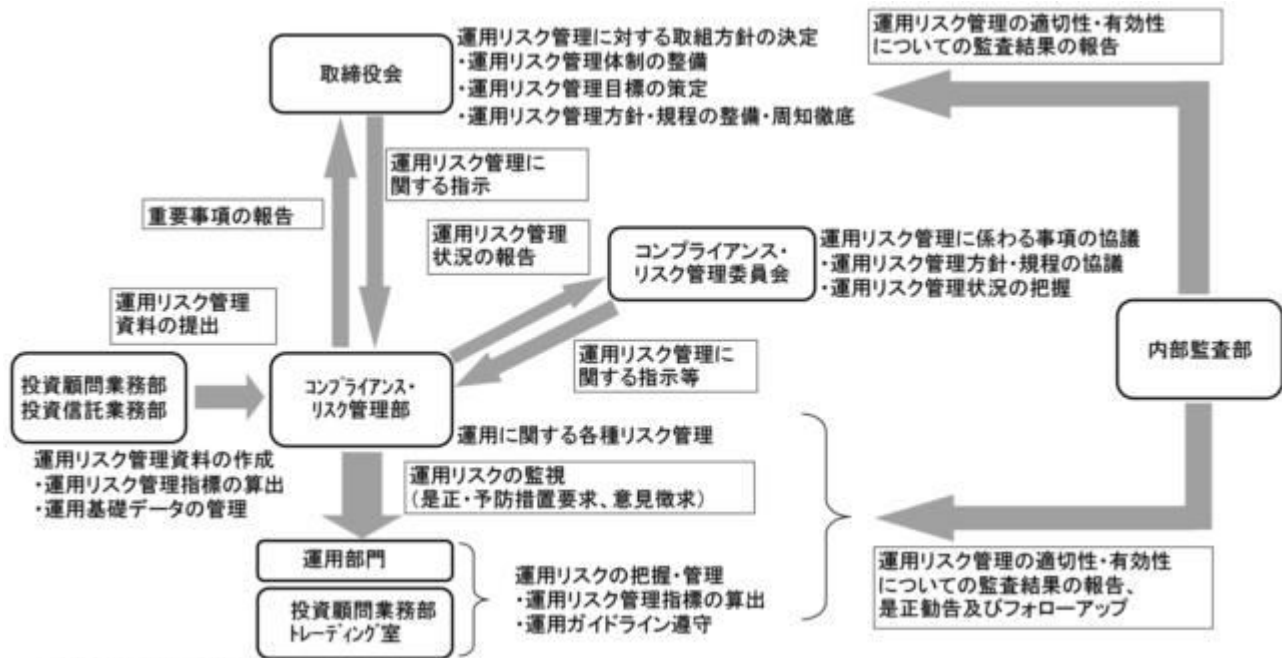 取締役会
運用リスク管理に対する取組方針の決定
・運用リスク管理体制の整備
・運用リスク管理目標の策定
・運用リスク管理方針・規程の整備・周知徹底
運用リスク管理の適切性・有効性
についての監査結果の報告
運用リスク管理に
関する指示
重要事項の報告
運用リスク管理
状況の報告
コンプライアンス・
リスク管理委員会
運用リスク管理に係わる事項の協議
・運用リスク管理方針・規程の協議
・運用リスク管理状況の把握
運用リスク管理
資料の提出
内部監査部
運用リスク管理に
関する指示等
投資顧問業務部
投資信託業務部
コンプライアンス・
リスク管理部
運用に関する各種リスク管理
運用リスク管理資料の作成
・運用リスク管理指標の算出
・運用基礎データの管理
運用リスクの監視
(是正・予防措置要求、意見徴求)
運用部門
投資顧問業務部
トレーディング室
運用リスクの把握・管理
・運用リスク管理指標の算出
・運用ガイドライン遵守
運用リスク管理の適切性・有効性
についての監査結果の報告、
是正勧告及びフォローアップ